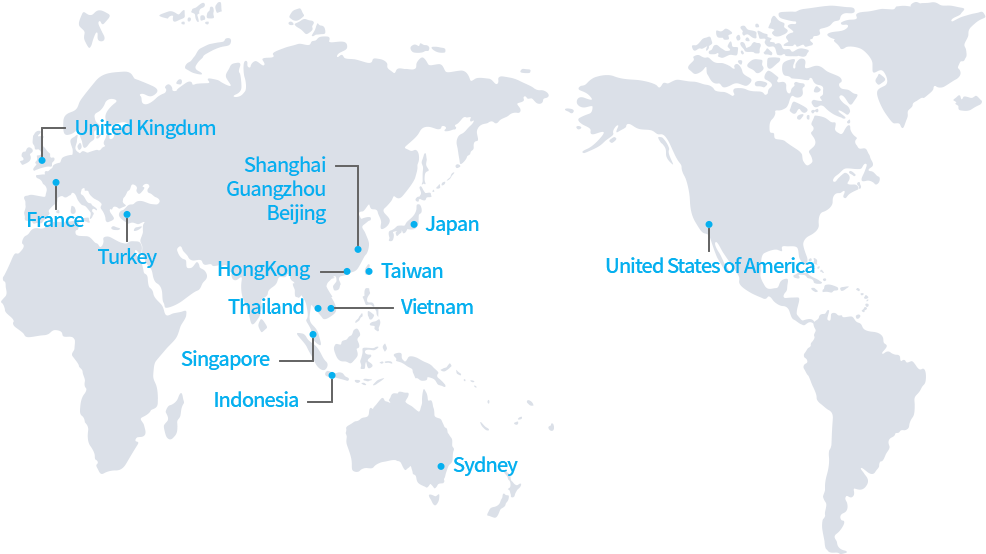 United Kingdum
Shanghai
Guangzhou
Beijing
France
Japan
Turkey
HongKong
Taiwan
United States of America
Thailand
Vietnam
Singapore
Indonesia
Sydney